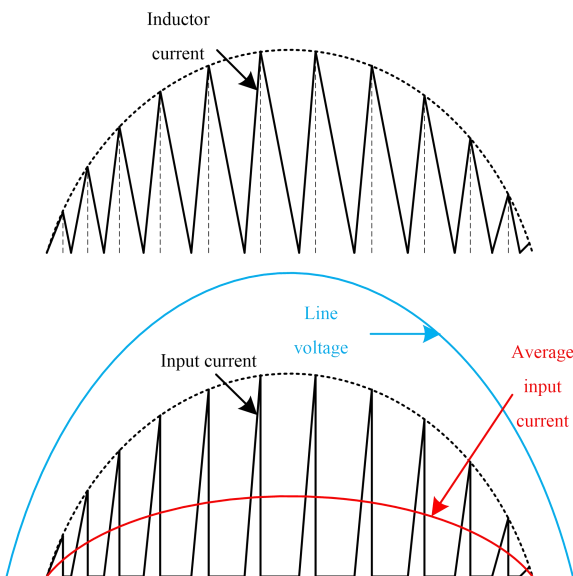 Inductor
current
Line
voltage
Input current
Average
input
current